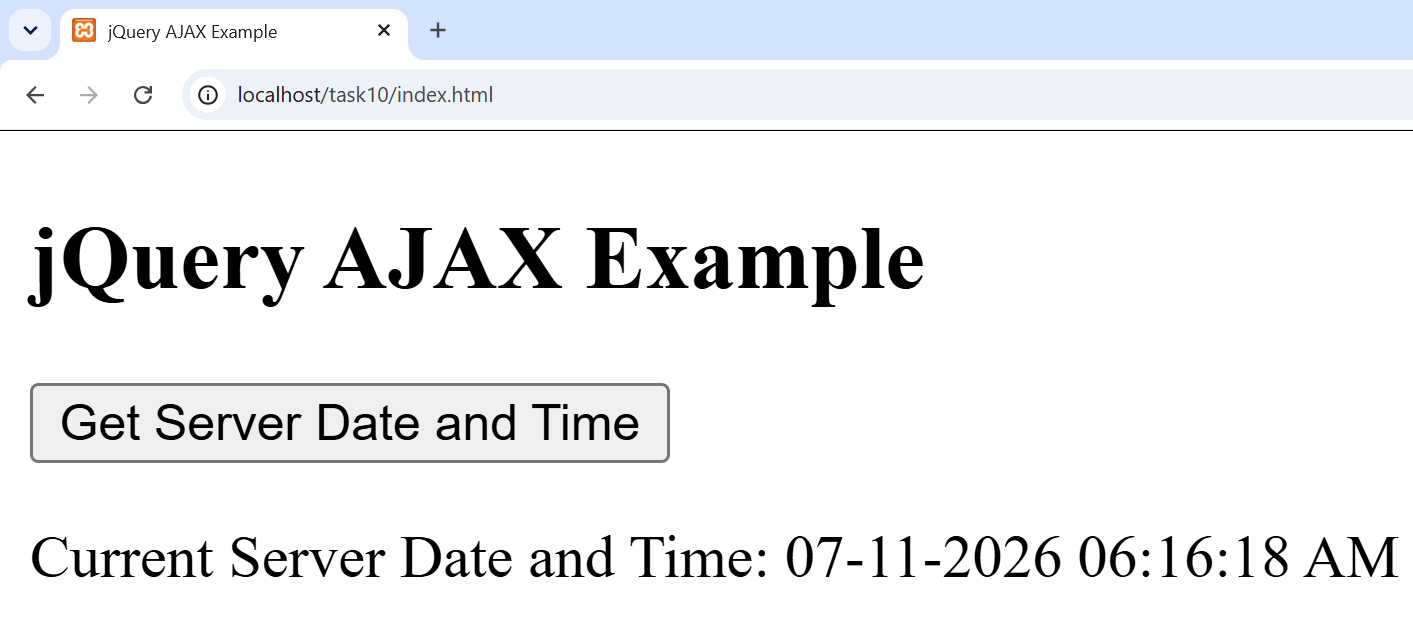 jQuery AJAX Example
localhost/task10/index.html
jQuery AJAX Example
Get Server Date and Time
Current Server Date and Time: 07-11-2026 06:16:18 AM